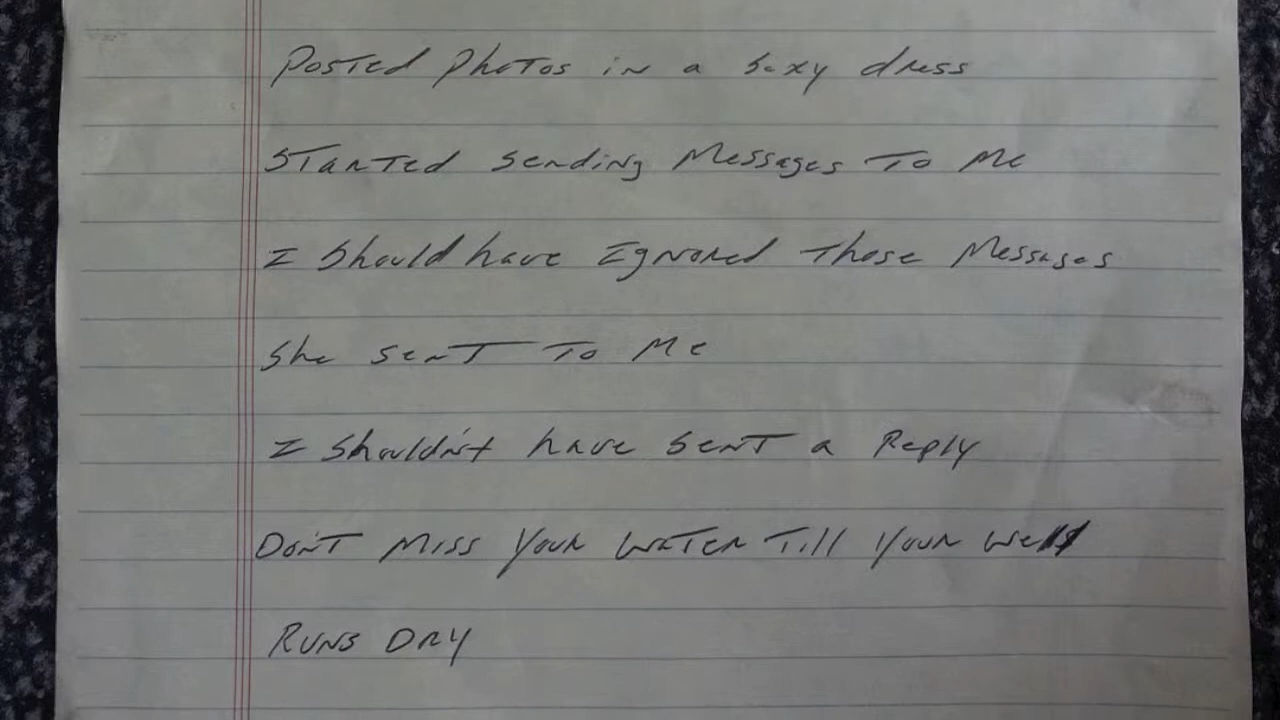 Posted Photos in a sexy dress
Started sending Messages To Me
I Should have Ignored those Messages
She sent To Me
I Shouldn't have sent a Reply
Don't Miss Your Water Till Your Well
Runs Dry